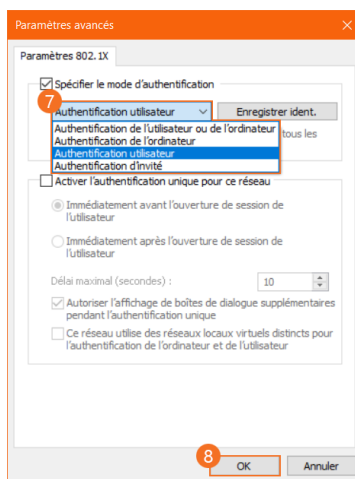 Paramètres avancés
Paramètres 802.1X
Spécifier le mode d'authentification
7
Authentification utilisateur
Enregistrer ident.
Authentification de l'utilisateur ou de l'ordinateur
tous les
Authentification de l'ordinateur
Authentification utilisateur
Authentification d'invité
Activer l'authentification unique pour ce réseau
Immédiatement avant l'ouverture de session de
l'utilisateur
Immédiatement après l'ouverture de session de
l'utilisateur
Délai maximal (secondes) :
10
Autoriser l'affichage de boîtes de dialogue supplémentaires
pendant l'authentification unique
Ce réseau utilise des réseaux locaux virtuels distincts pour
l'authentification de l'ordinateur et de l'utilisateur
8
OK
Annuler